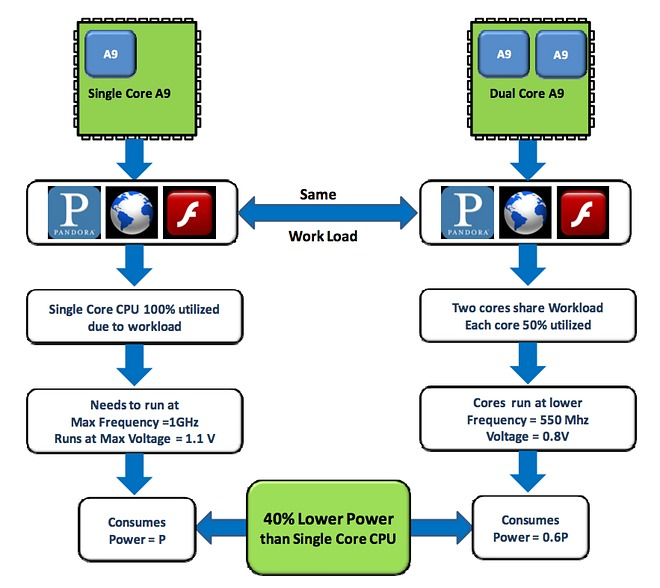 A9
Single Core A9
A9 A9
Dual Core A9
P
PANDORA
Same
Work Load
P
PANDORA
Single Core CPU 100% utilized
due to workload
Two cores share Workload
Each core 50% utilized
Needs to run at
Max Frequency =1GHz
Runs at Max Voltage = 1.1 V
Cores run at lower
Frequency = 550 Mhz
Voltage = 0.8V
Consumes
Power = P
40% Lower Power
than Single Core CPU
Consumes
Power = 0.6P